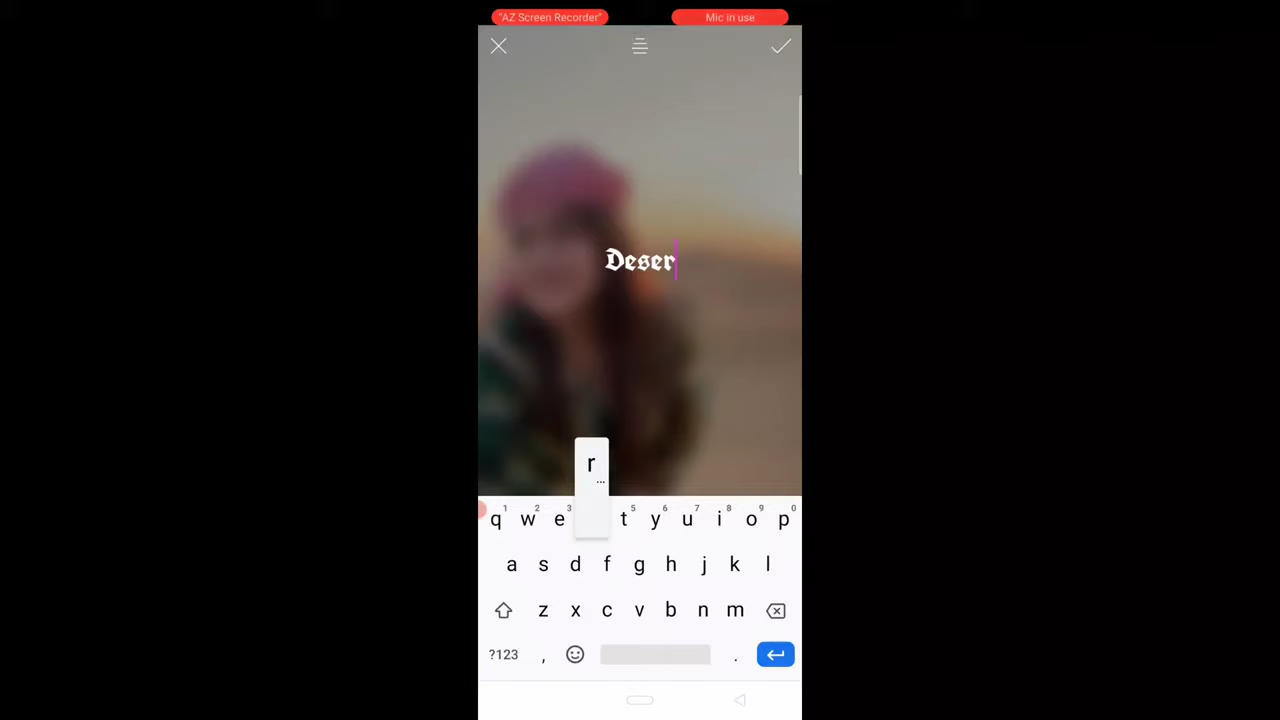 "AZ Screen Recorder" Mic in use
Deser
r
...
1 2 3 5 6 7 8 9 0
q w e t y u i o p
a s d f g h j k l
z x c v b n m
?123 , .